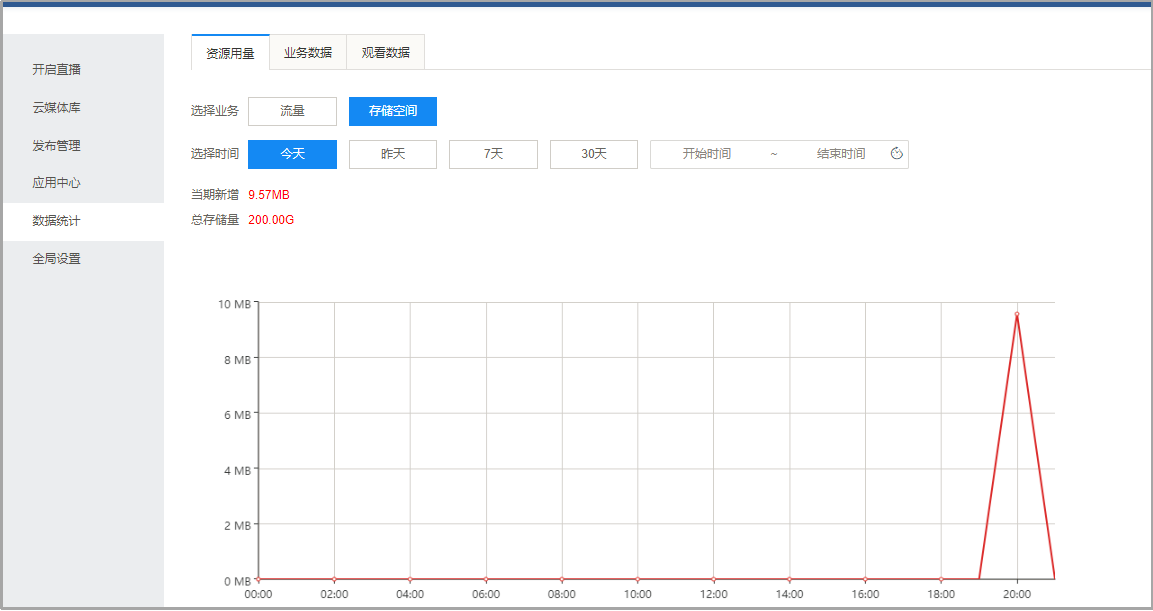 资源用量 业务数据 观看数据
开启直播
云媒体库
发布管理
应用中心
数据统计
全局设置
选择业务 流量 存储空间
选择时间 今天 昨天 7天 30天 开始时间 ~ 结束时间
当期新增 9.57MB
总存储量 200.00G
10 MB
8 MB
6 MB
4 MB
2 MB
0 MB
00:00 02:00 04:00 06:00 08:00 10:00 12:00 14:00 16:00 18:00 20:00